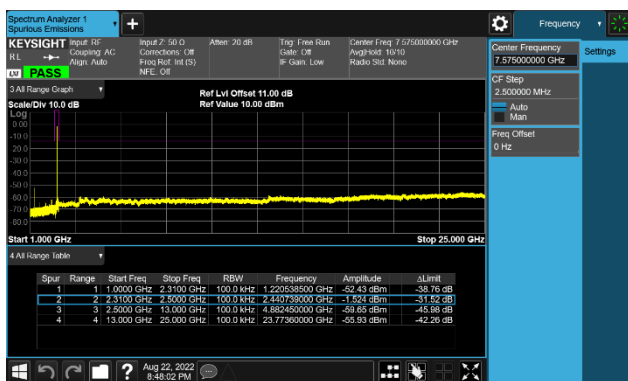 Spectrum Analyzer 1
Spurious Emissions
Frequency
KEYSIGHT Input: RF Input Z: 50 Ω Atten: 20 dB Trig: Free Run Center Freq: 7.575000000 GHz
RL Coupling: AC Corrections: Off Gate: Off Avg|Hold: 10/10
Align: Auto Freq Ref: Int (S) IF Gain: Low Radio Std: None
LXI PASS NFE: Off
Center Frequency
7.575000000 GHz
Settings
CF Step
2.500000 MHz
Auto
Man
Freq Offset
0 Hz
3 All Range Graph
Ref Lvl Offset 11.00 dB
Scale/Div 10.0 dB Ref Value 10.00 dBm
Log
0.00
-10.0
-20.0
-30.0
-40.0
-50.0
-60.0
-70.0
-80.0
Start 1.000 GHz Stop 25.000 GHz
4 All Range Table
Spur Range Start Freq Stop Freq RBW Frequency Amplitude ΔLimit
1 1 1.0000 GHz 2.3100 GHz 100.0 kHz 1.220538500 GHz -52.43 dBm -38.76 dB
2 2 2.3100 GHz 2.5000 GHz 100.0 kHz 2.440739000 GHz -1.524 dBm -31.52 dB
3 3 2.5000 GHz 13.000 GHz 100.0 kHz 4.882450000 GHz -59.65 dBm -45.98 dB
4 4 13.000 GHz 25.000 GHz 100.0 kHz 23.77360000 GHz -55.93 dBm -42.26 dB
Aug 22, 2022
8:48:02 PM